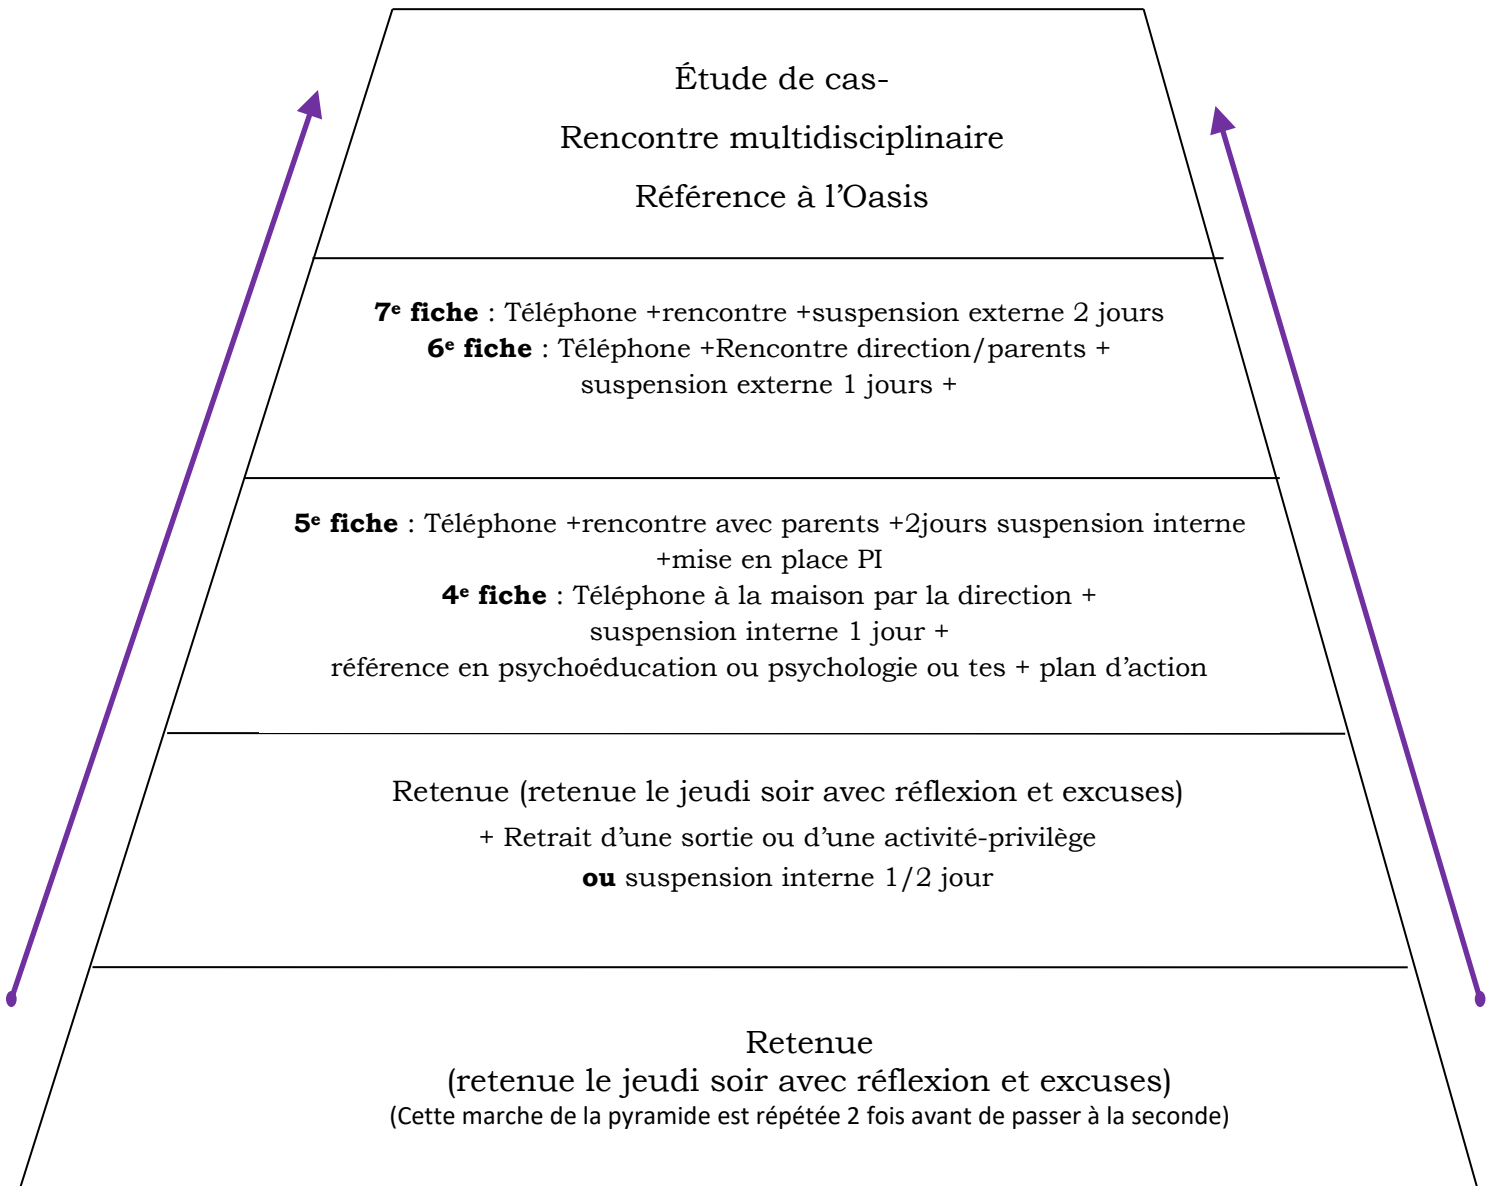 Étude de cas-
Rencontre multidisciplinaire
Référence à l’Oasis
7e fiche : Téléphone +rencontre +suspension externe 2 jours
6e fiche : Téléphone +Rencontre direction/parents +
suspension externe 1 jours +
5e fiche : Téléphone +rencontre avec parents +2jours suspension interne
+mise en place PI
4e fiche : Téléphone à la maison par la direction +
suspension interne 1 jour +
référence en psychoéducation ou psychologie ou tes + plan d’action
Retenue (retenue le jeudi soir avec réflexion et excuses)
+ Retrait d’une sortie ou d’une activité-privilège
ou suspension interne 1/2 jour
Retenue
(retenue le jeudi soir avec réflexion et excuses)
(Cette marche de la pyramide est répétée 2 fois avant de passer à la seconde)